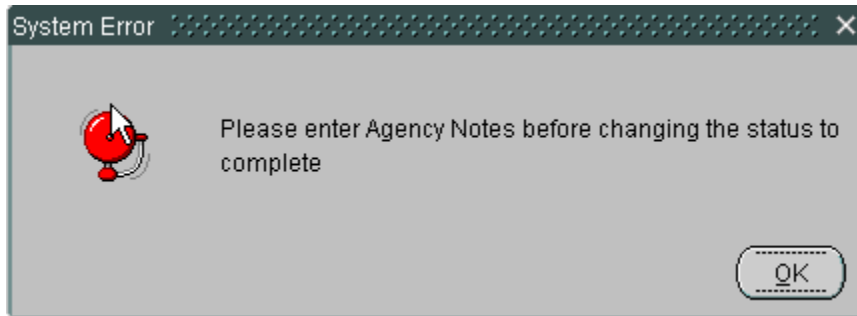 System Error
Please enter Agency Notes before changing the status to
complete
OK